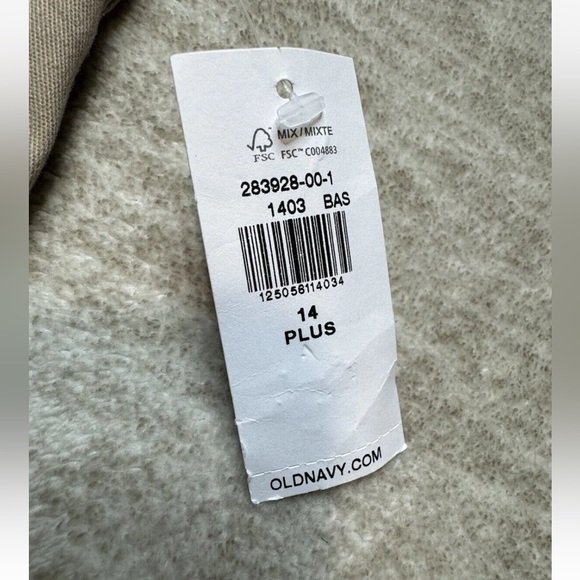 MIX/MIXTE
FSC FSC™ C004883
283928-00-1
1403 BAS
125056114034
14
PLUS
OLDNAVY.COM